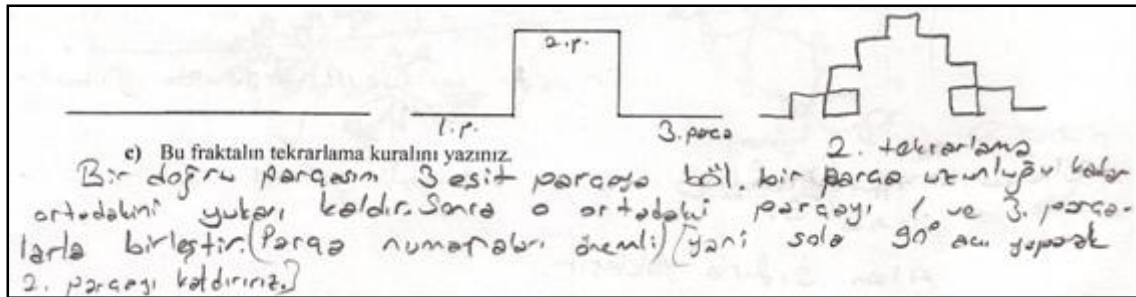 2.p.
1.p.
3. parça
2. tekrarlama
c) Bu fraktalın tekrarlama kuralını yazınız.
Bir doğru parçasını 3 eşit parçaya böl. bir parça uzunluğu kadar
ortadakini yukarı kaldır. Sonra o ortadaki parçayı 1. ve 3. parça-
larla birleştir. (Parça numaraları önemli) (yani sola 90° açı yaparak
2. parçayı kaldırırız.)